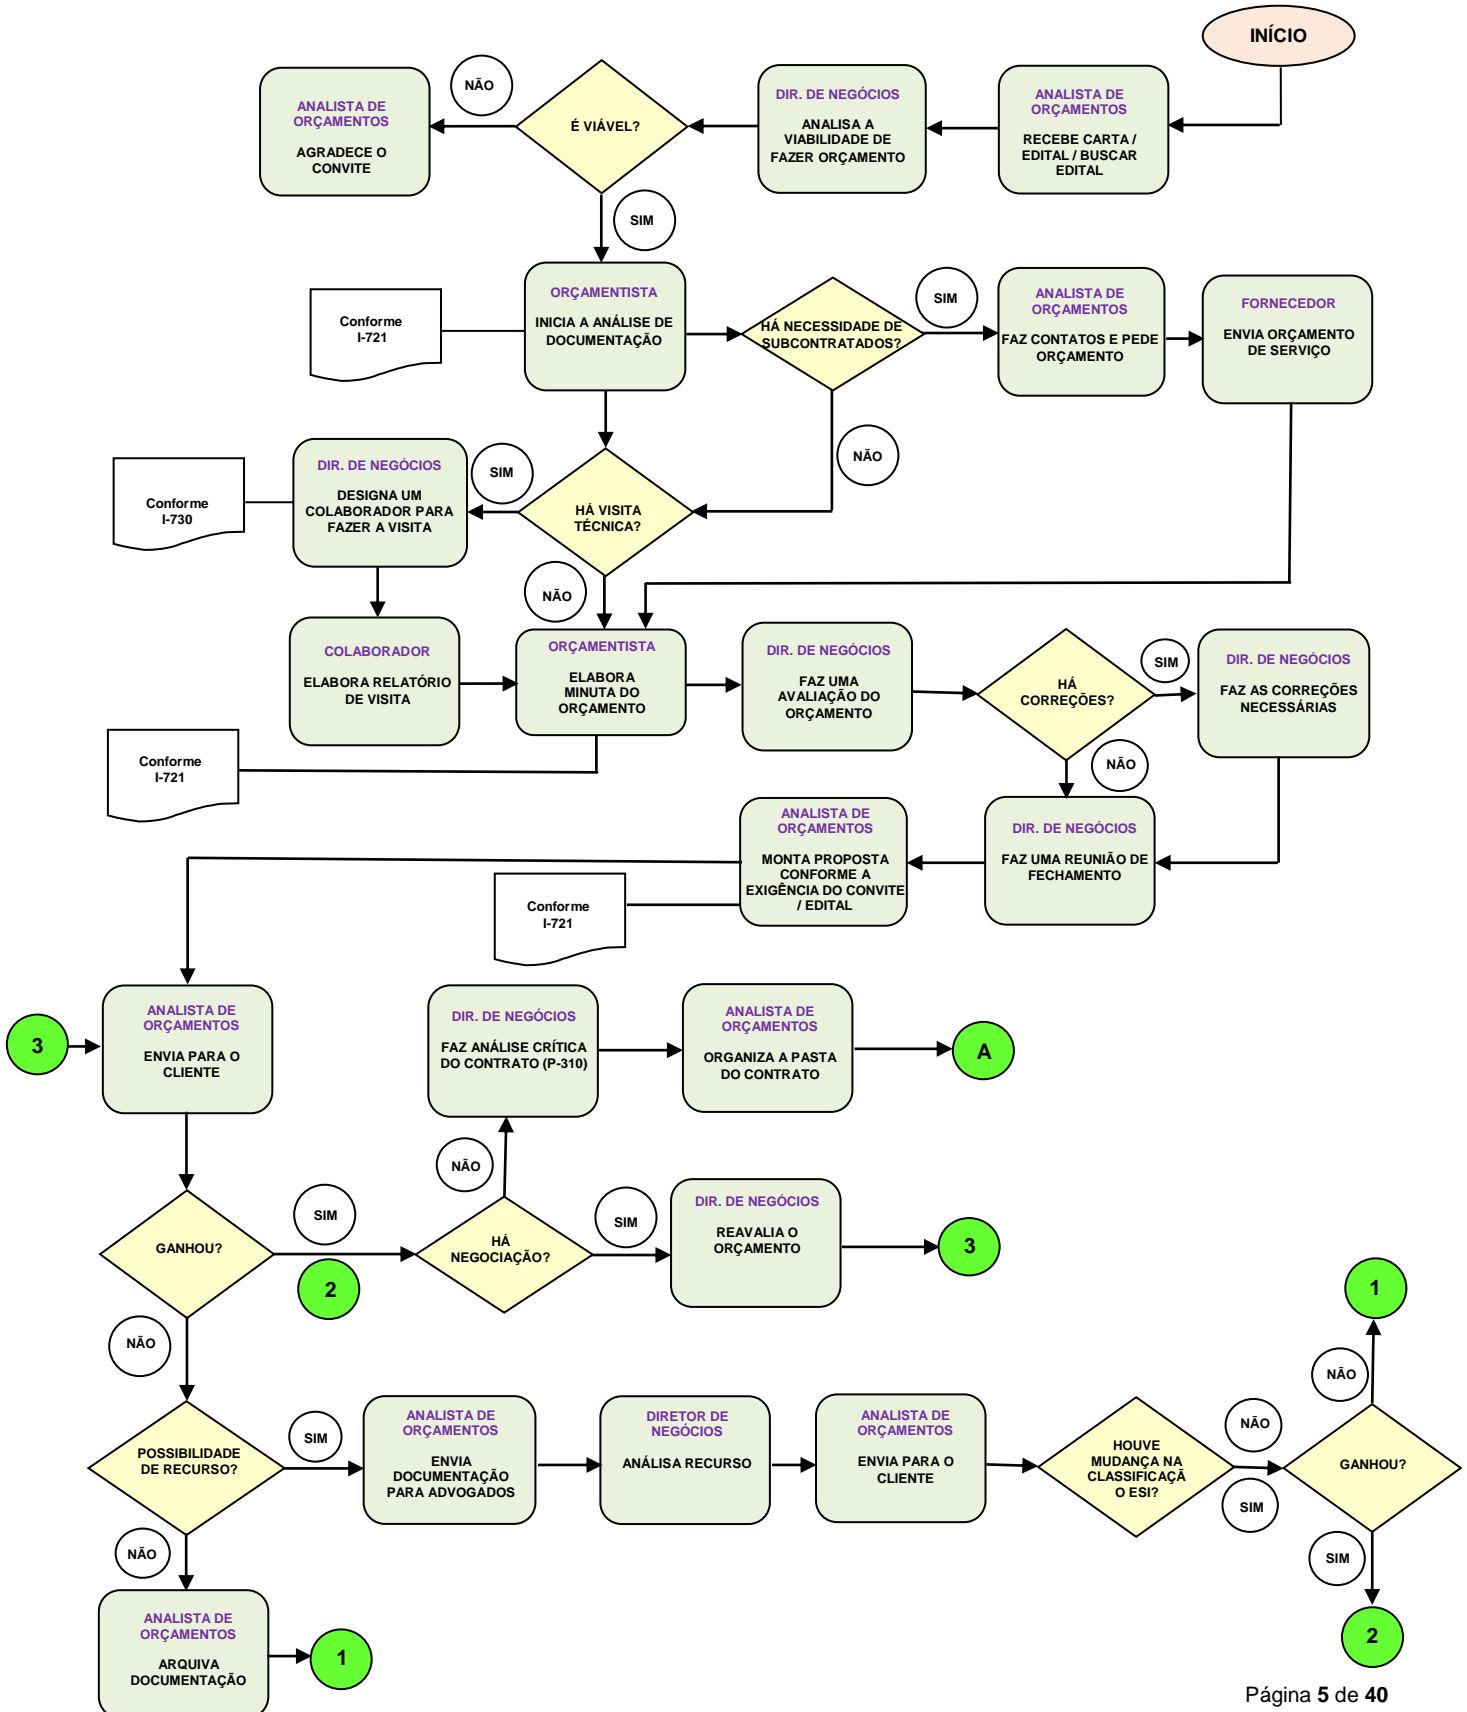 INÍCIO
ANALISTA DE
ORÇAMENTOS
RECEBE CARTA /
EDITAL / BUSCAR
EDITAL
DIR. DE NEGÓCIOS
ANALISA A
VIABILIDADE DE
FAZER ORÇAMENTO
É VIÁVEL?
NÃO
ANALISTA DE
ORÇAMENTOS
AGRADECE O
CONVITE
SIM
ORÇAMENTISTA
INICIA A ANÁLISE DE
DOCUMENTAÇÃO
Conforme
I-721
HÁ NECESSIDADE DE
SUBCONTRATADOS?
SIM
ANALISTA DE
ORÇAMENTOS
FAZ CONTATOS E PEDE
ORÇAMENTO
FORNECEDOR
ENVIA ORÇAMENTO
DE SERVIÇO
NÃO
HÁ VISITA
TÉCNICA?
SIM
DIR. DE NEGÓCIOS
DESIGNA UM
COLABORADOR PARA
FAZER A VISITA
Conforme
I-730
NÃO
COLABORADOR
ELABORA RELATÓRIO
DE VISITA
ORÇAMENTISTA
ELABORA
MINUTA DO
ORÇAMENTO
Conforme
I-721
DIR. DE NEGÓCIOS
FAZ UMA
AVALIAÇÃO DO
ORÇAMENTO
HÁ
CORREÇÕES?
SIM
DIR. DE NEGÓCIOS
FAZ AS CORREÇÕES
NECESSÁRIAS
NÃO
DIR. DE NEGÓCIOS
FAZ UMA REUNIÃO DE
FECHAMENTO
ANALISTA DE
ORÇAMENTOS
MONTA PROPOSTA
CONFORME A
EXIGÊNCIA DO CONVITE
/ EDITAL
Conforme
I-721
3
ANALISTA DE
ORÇAMENTOS
ENVIA PARA O
CLIENTE
DIR. DE NEGÓCIOS
FAZ ANÁLISE CRÍTICA
DO CONTRATO (P-310)
ANALISTA DE
ORÇAMENTOS
ORGANIZA A PASTA
DO CONTRATO
A
NÃO
GANHOU?
SIM
2
HÁ
NEGOCIAÇÃO?
SIM
DIR. DE NEGÓCIOS
REAVALIA O
ORÇAMENTO
3
1
NÃO
NÃO
POSSIBILIDADE
DE RECURSO?
SIM
ANALISTA DE
ORÇAMENTOS
ENVIA
DOCUMENTAÇÃO
PARA ADVOGADOS
DIRETOR DE
NEGÓCIOS
ANÁLISA RECURSO
ANALISTA DE
ORÇAMENTOS
ENVIA PARA O
CLIENTE
HOUVE
MUDANÇA NA
CLASSIFICAÇÃ
O ESI?
NÃO
SIM
GANHOU?
SIM
2
NÃO
ANALISTA DE
ORÇAMENTOS
ARQUIVA
DOCUMENTAÇÃO
1
Página 5 de 40